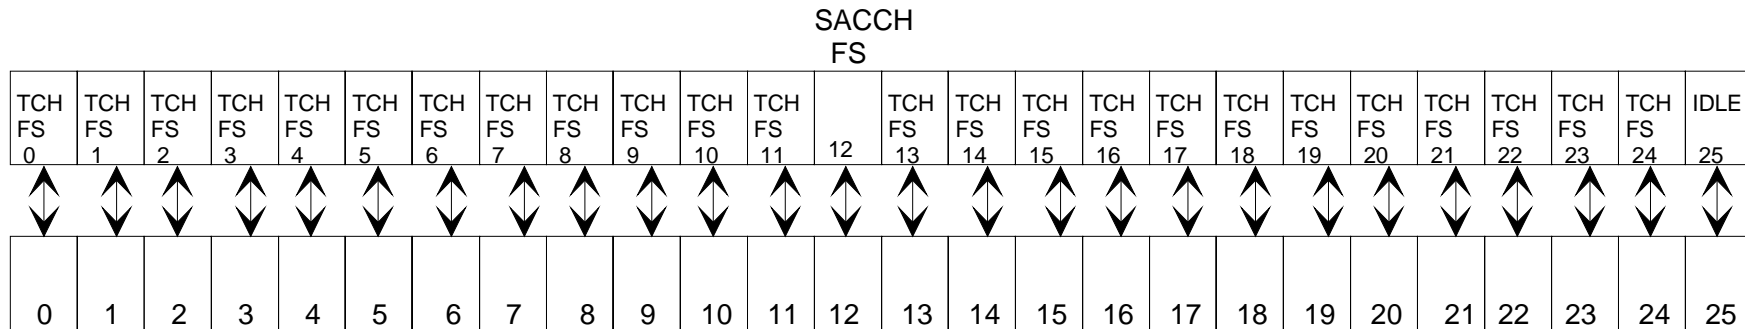 SACCH
FS
TCH TCH TCH TCH TCH TCH TCH TCH TCH TCH TCH TCH TCH TCH TCH TCH TCH TCH TCH TCH TCH TCH TCH TCH IDLE
FS FS FS FS FS FS FS FS FS FS FS FS FS FS FS FS FS FS FS FS FS FS FS FS
0 1 2 3 4 5 6 7 8 9 10 11 12 13 14 15 16 17 18 19 20 21 22 23 24 25
0 1 2 3 4 5 6 7 8 9 10 11 12 13 14 15 16 17 18 19 20 21 22 23 24 25